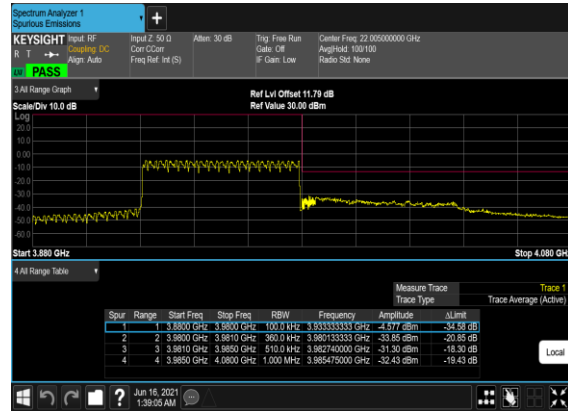 Spectrum Analyzer 1
Spurious Emissions
+
KEYSIGHT Input: RF Input Z: 50 Ω Atten: 30 dB Trig: Free Run Center Freq: 22.005000000 GHz
R T Coupling: DC Corr CCorr Gate: Off Avg|Hold: 100/100
Align: Auto Freq Ref: Int (S) IF Gain: Low Radio Std: None
PASS
3 All Range Graph
Ref Lvl Offset 11.79 dB
Scale/Div 10.0 dB Ref Value 30.00 dBm
Log
20.0
10.0
0.00
-10.0
-20.0
-30.0
-40.0
-50.0
-60.0
Start 3.880 GHz Stop 4.080 GHz
4 All Range Table
Measure Trace Trace 1
Trace Type Trace Average (Active)
Spur Range Start Freq Stop Freq RBW Frequency Amplitude ΔLimit
1 1 3.8800 GHz 3.9800 GHz 100.0 kHz 3.933333333 GHz -4.577 dBm -34.58 dB
2 2 3.9800 GHz 3.9810 GHz 360.0 kHz 3.980133333 GHz -33.85 dBm -20.85 dB
3 3 3.9810 GHz 3.9850 GHz 510.0 kHz 3.982740000 GHz -31.30 dBm -18.30 dB
4 4 3.9850 GHz 4.0800 GHz 1.000 MHz 3.985475000 GHz -32.43 dBm -19.43 dB
Local
? Jun 16, 2021
1:39:05 AM